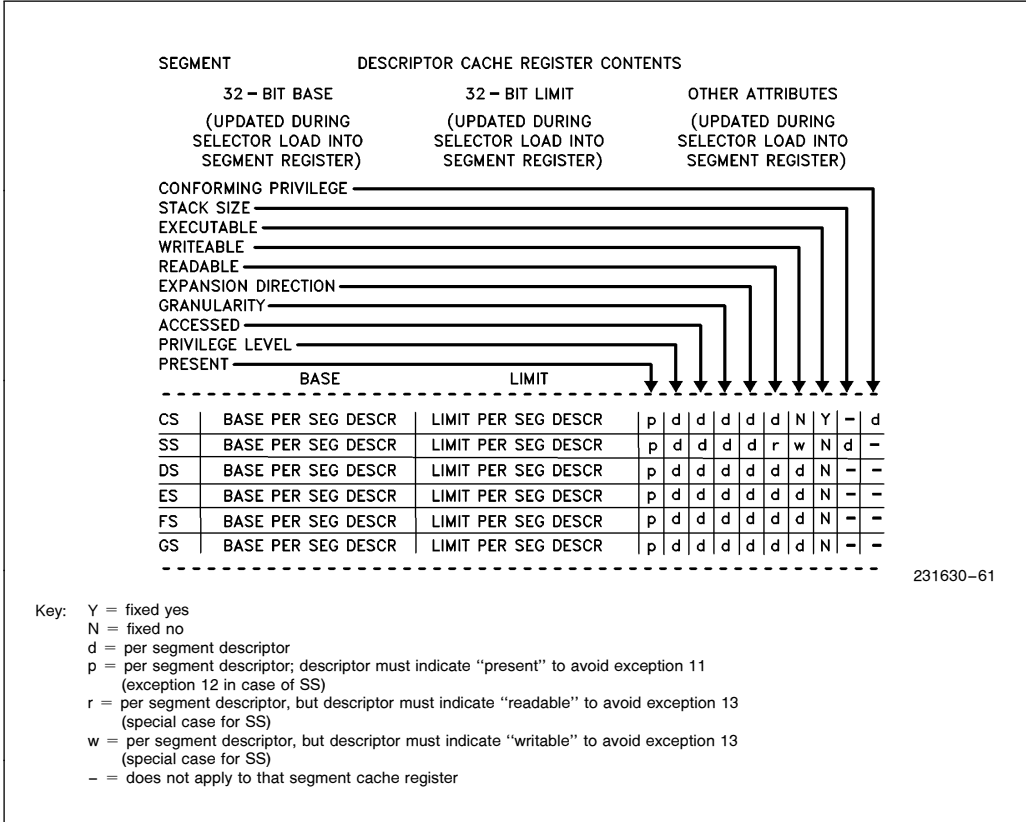 SEGMENT DESCRIPTOR CACHE REGISTER CONTENTS
32 – BIT BASE 32 – BIT LIMIT OTHER ATTRIBUTES
(UPDATED DURING (UPDATED DURING (UPDATED DURING
SELECTOR LOAD INTO SELECTOR LOAD INTO SELECTOR LOAD INTO
SEGMENT REGISTER) SEGMENT REGISTER) SEGMENT REGISTER)
CONFORMING PRIVILEGE
STACK SIZE
EXECUTABLE
WRITEABLE
READABLE
EXPANSION DIRECTION
GRANULARITY
ACCESSED
PRIVILEGE LEVEL
PRESENT
BASE LIMIT
CS BASE PER SEG DESCR LIMIT PER SEG DESCR p d d d d d N Y – d
SS BASE PER SEG DESCR LIMIT PER SEG DESCR p d d d d r w N d –
DS BASE PER SEG DESCR LIMIT PER SEG DESCR p d d d d d d N – –
ES BASE PER SEG DESCR LIMIT PER SEG DESCR p d d d d d d N – –
FS BASE PER SEG DESCR LIMIT PER SEG DESCR p d d d d d d N – –
GS BASE PER SEG DESCR LIMIT PER SEG DESCR p d d d d d d N – –
231630–61
Key: Y = fixed yes
N = fixed no
d = per segment descriptor
p = per segment descriptor; descriptor must indicate ‘‘present’’ to avoid exception 11
(exception 12 in case of SS)
r = per segment descriptor, but descriptor must indicate ‘‘readable’’ to avoid exception 13
(special case for SS)
w = per segment descriptor, but descriptor must indicate ‘‘writable’’ to avoid exception 13
(special case for SS)
– = does not apply to that segment cache register